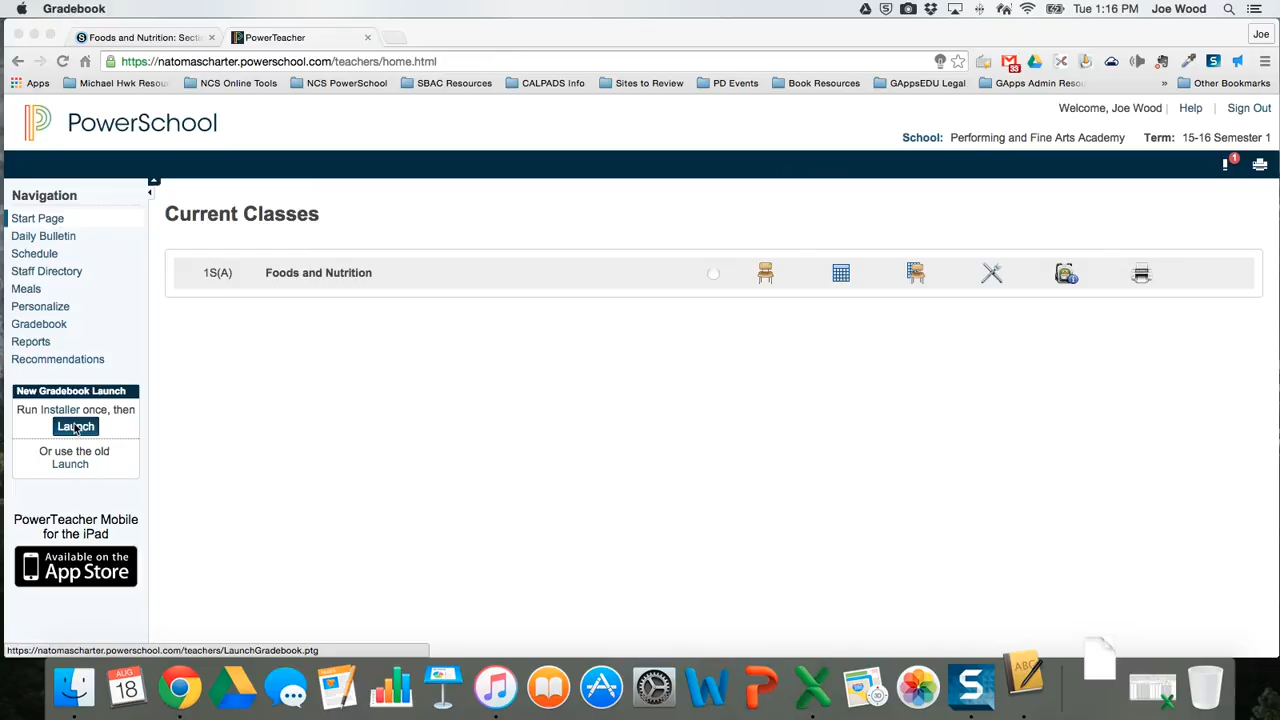 Gradebook
Tue 1:16 PM Joe Wood
Foods and Nutrition: Secti
PowerTeacher
Joe
https://natomascharter.powerschool.com/teachers/home.html
53
Apps Michael Hwk Resou NCS Online Tools NCS PowerSchool SBAC Resources CALPADS Info Sites to Review PD Events Book Resources GAppsEDU Legal GApps Admin Resou » Other Bookmarks
PowerSchool
Welcome, Joe Wood | Help | Sign Out
School: Performing and Fine Arts Academy Term: 15-16 Semester 1
1
Navigation
Start Page
Daily Bulletin
Schedule
Staff Directory
Meals
Personalize
Gradebook
Reports
Recommendations
New Gradebook Launch
Run Installer once, then
Launch
Or use the old
Launch
PowerTeacher Mobile
for the iPad
Available on the
App Store
Current Classes
1S(A) Foods and Nutrition
https://natomascharter.powerschool.com/teachers/LaunchGradebook.ptg
AUG
18
ABC